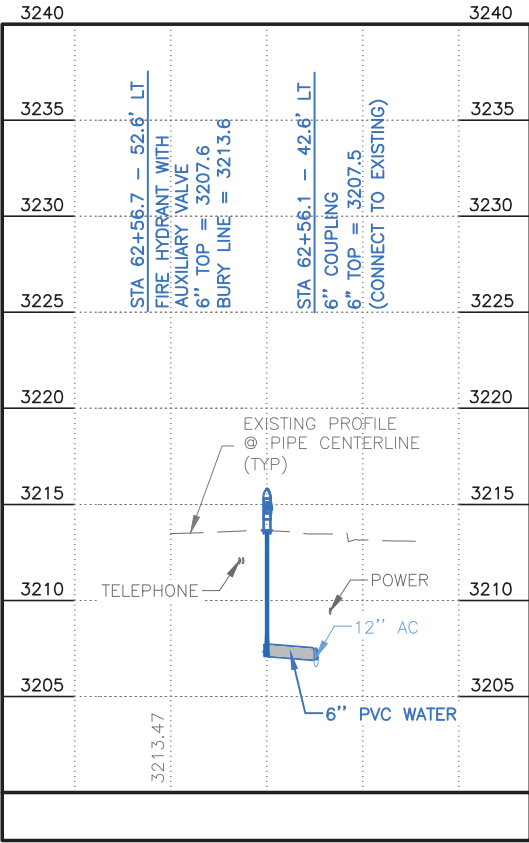 3240 3240
3235 3235
3230 3230
3225 3225
3220 3220
3215 3215
3210 3210
3205 3205
STA 62+56.7 - 52.6' LT
FIRE HYDRANT WITH
AUXILIARY VALVE
6" TOP = 3207.6
BURY LINE = 3213.6
STA 62+56.1 - 42.6' LT
6" COUPLING
6" TOP = 3207.5
(CONNECT TO EXISTING)
EXISTING PROFILE
@ PIPE CENTERLINE
(TYP)
TELEPHONE
POWER
12" AC
6" PVC WATER
3213.47